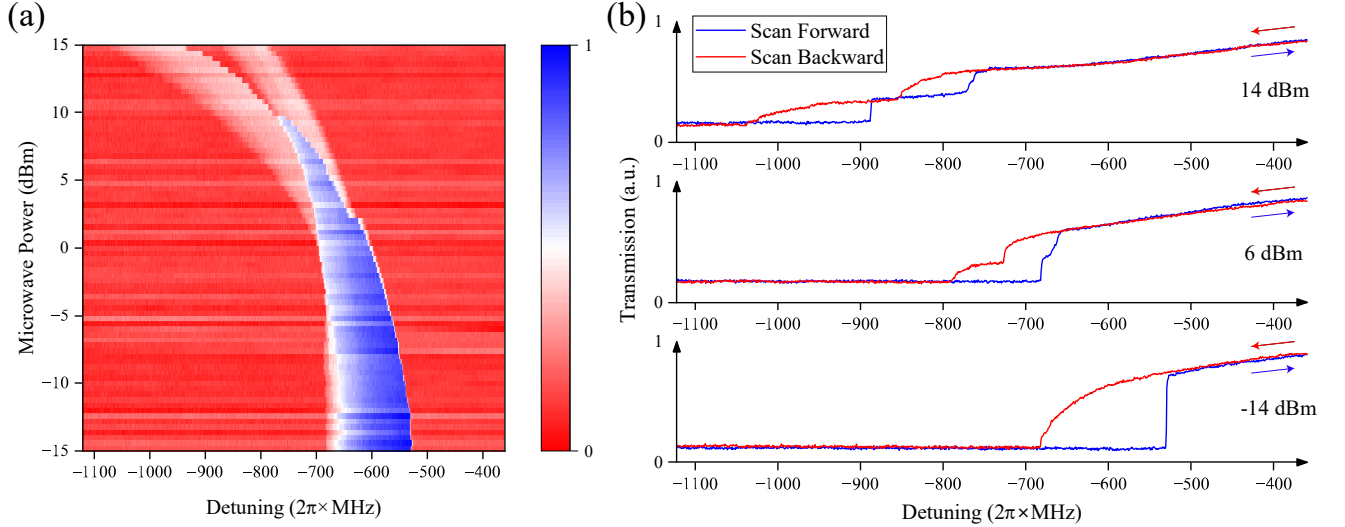 (a)
15
10
5
0
−5
−10
−15
Microwave Power (dBm)
−1100 −1000 −900 −800 −700 −600 −500 −400
Detuning (2π×MHz)
1
0
(b)
Transmission (a.u.)
1
0
Scan Forward
Scan Backward
14 dBm
−1100 −1000 −900 −800 −700 −600 −500 −400
1
0
6 dBm
−1100 −1000 −900 −800 −700 −600 −500 −400
1
0
-14 dBm
−1100 −1000 −900 −800 −700 −600 −500 −400
Detuning (2π×MHz)